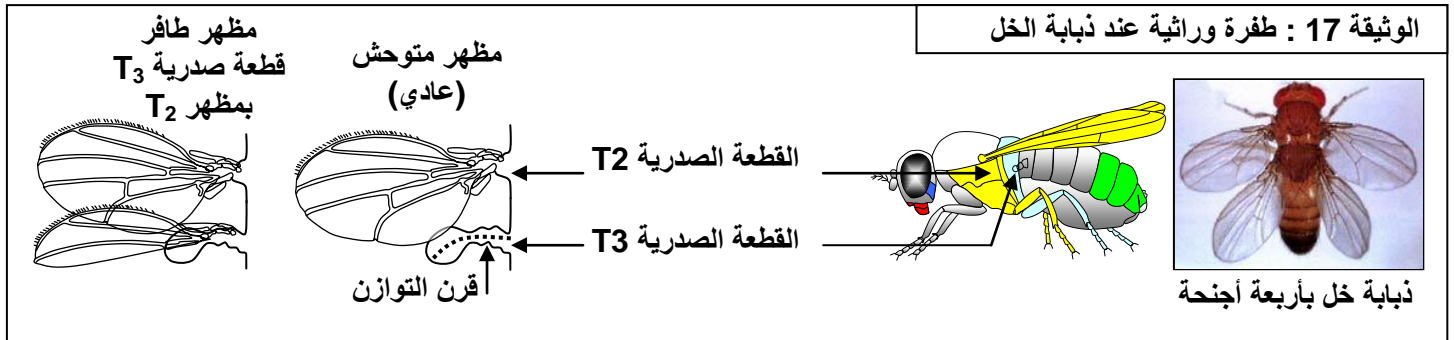 الوثيقة 17 : طفرة وراثية عند ذبابة الخل
مظهر طافر
قطعة صدرية T₃
بمظهر T₂
مظهر متوحش
(عادي)
القطعة الصدرية T2
القطعة الصدرية T3
قرن التوازن
ذبابة خل بأربعة أجنحة